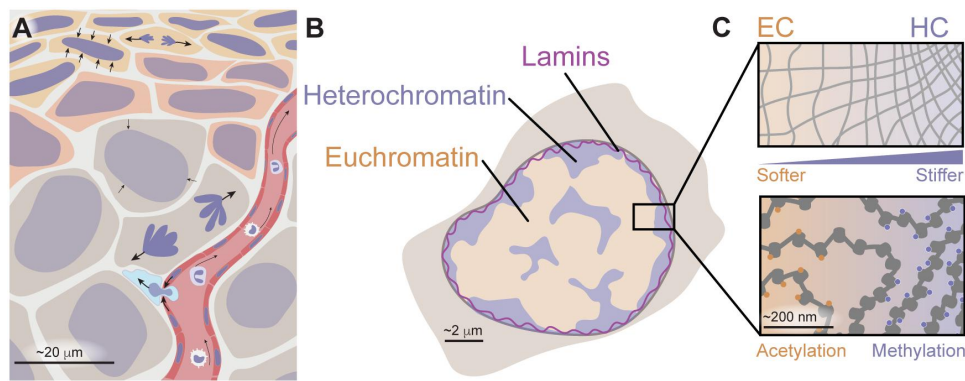 A
~20 μm
B
Lamins
Heterochromatin
Euchromatin
~2 μm
C
EC HC
Softer Stiffer
~200 nm
Acetylation Methylation